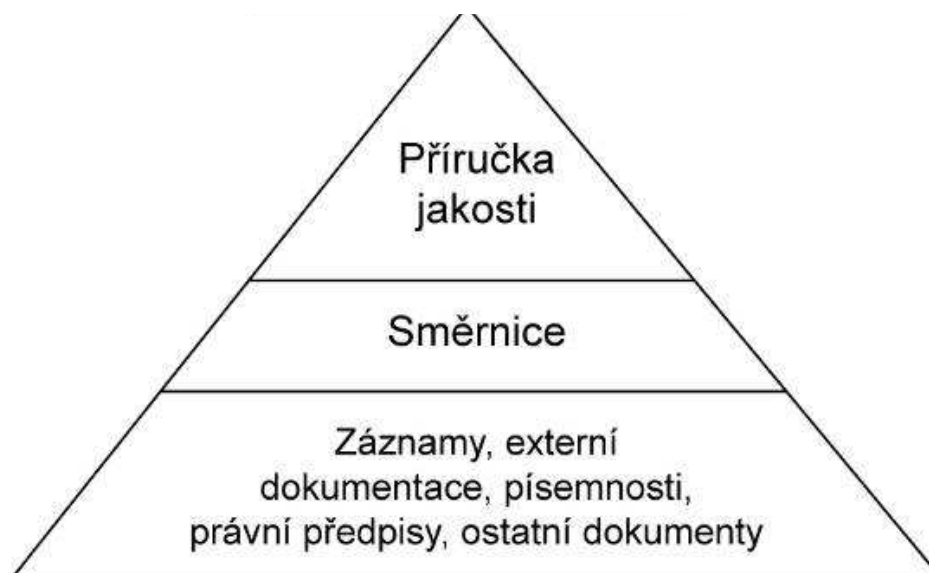 Příručka
jakosti
Směrnice
Záznamy, externí
dokumentace, písemnosti,
právní předpisy, ostatní dokumenty